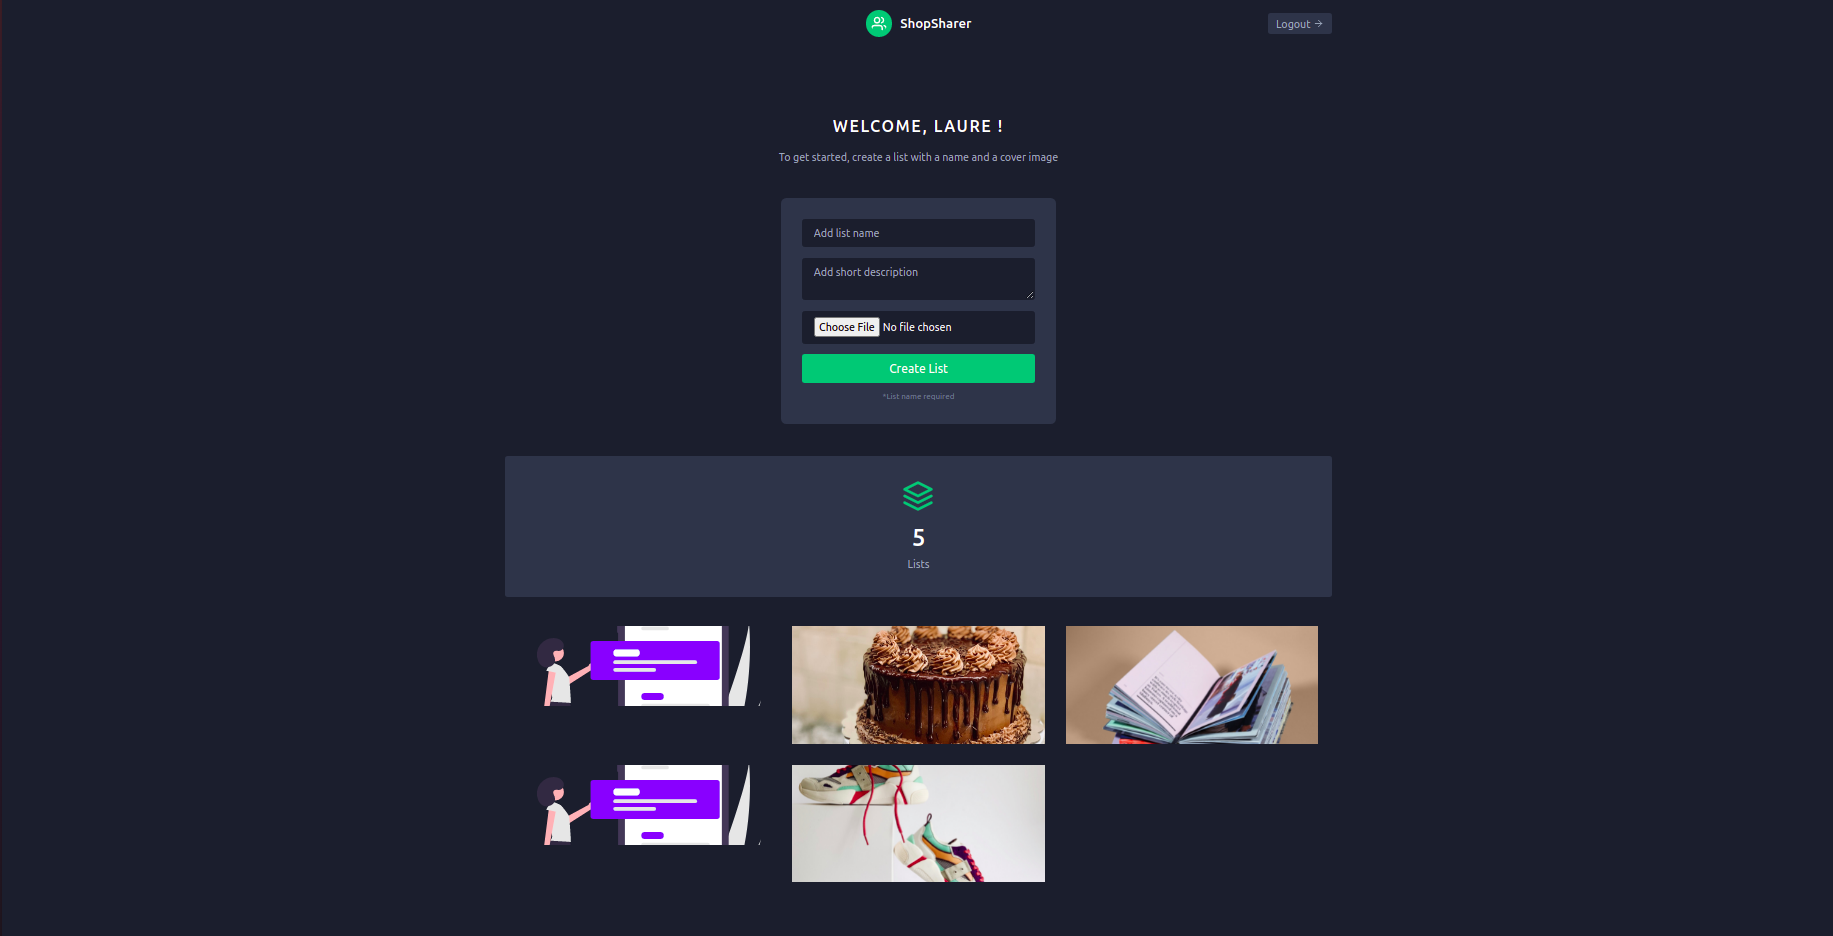 ShopSharer
Logout →
WELCOME, LAURE !
To get started, create a list with a name and a cover image
Add list name
Add short description
Choose File No file chosen
Create List
*List name required
5
Lists